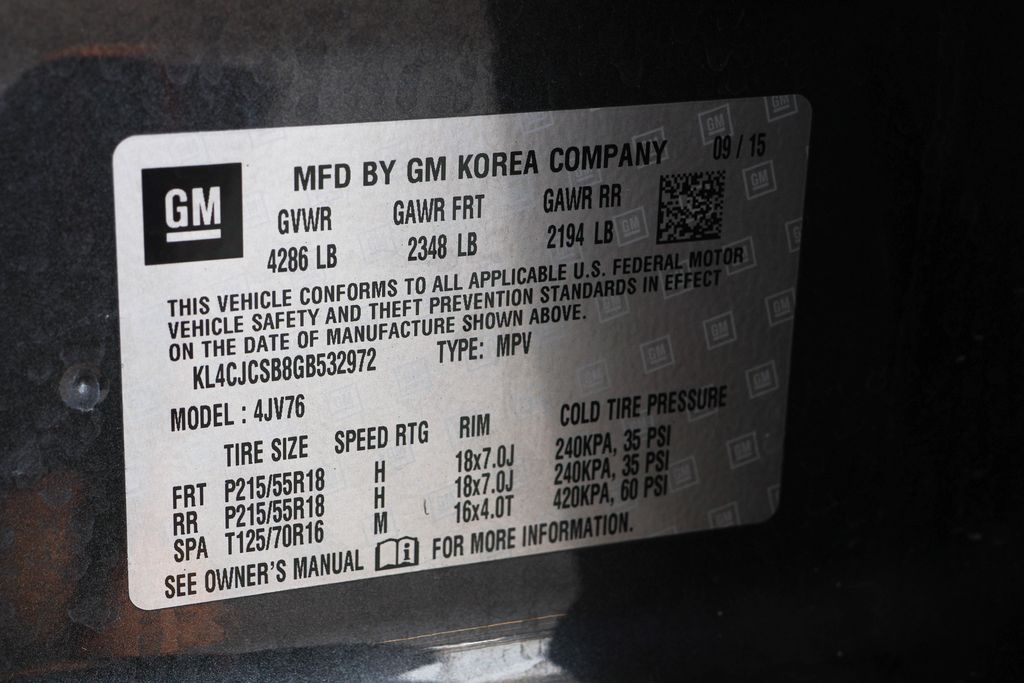 GM
MFD BY GM KOREA COMPANY 09 / 15
GVWR GAWR FRT GAWR RR
4286 LB 2348 LB 2194 LB
THIS VEHICLE CONFORMS TO ALL APPLICABLE U.S. FEDERAL MOTOR
VEHICLE SAFETY AND THEFT PREVENTION STANDARDS IN EFFECT
ON THE DATE OF MANUFACTURE SHOWN ABOVE.
KL4CJCSB8GB532972 TYPE: MPV
MODEL : 4JV76
TIRE SIZE SPEED RTG RIM COLD TIRE PRESSURE
FRT P215/55R18 H 18x7.0J 240KPA, 35 PSI
RR P215/55R18 H 18x7.0J 240KPA, 35 PSI
SPA T125/70R16 M 16x4.0T 420KPA, 60 PSI
SEE OWNER'S MANUAL FOR MORE INFORMATION.